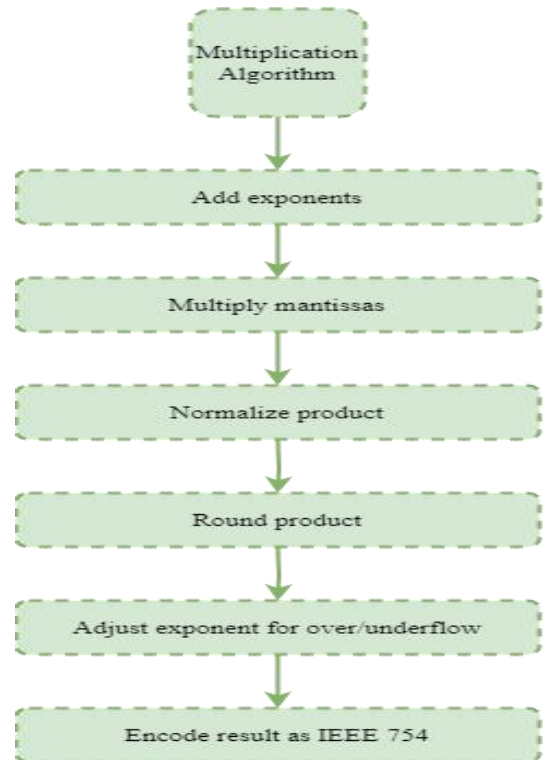 Multiplication
Algorithm
Add exponents
Multiply mantissas
Normalize product
Round product
Adjust exponent for over/underflow
Encode result as IEEE 754